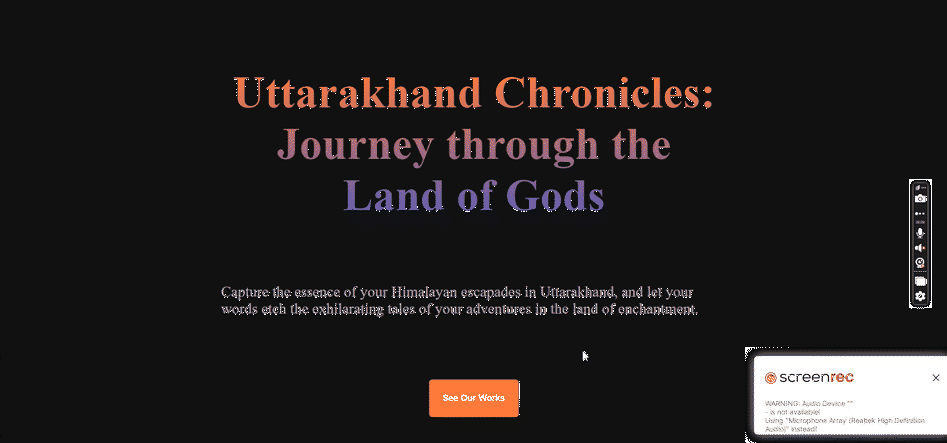 Uttarakhand Chronicles:
Journey through the
Land of Gods
Capture the essence of your Himalayan escapades in Uttarakhand, and let your
words etch the exhilarating tales of your adventures in the land of enchantment.
See Our Works
screenrec
WARNING: Audio Device ""
- is not available!
Using "Microphone Array (Realtek High Definition
Audio)" instead!